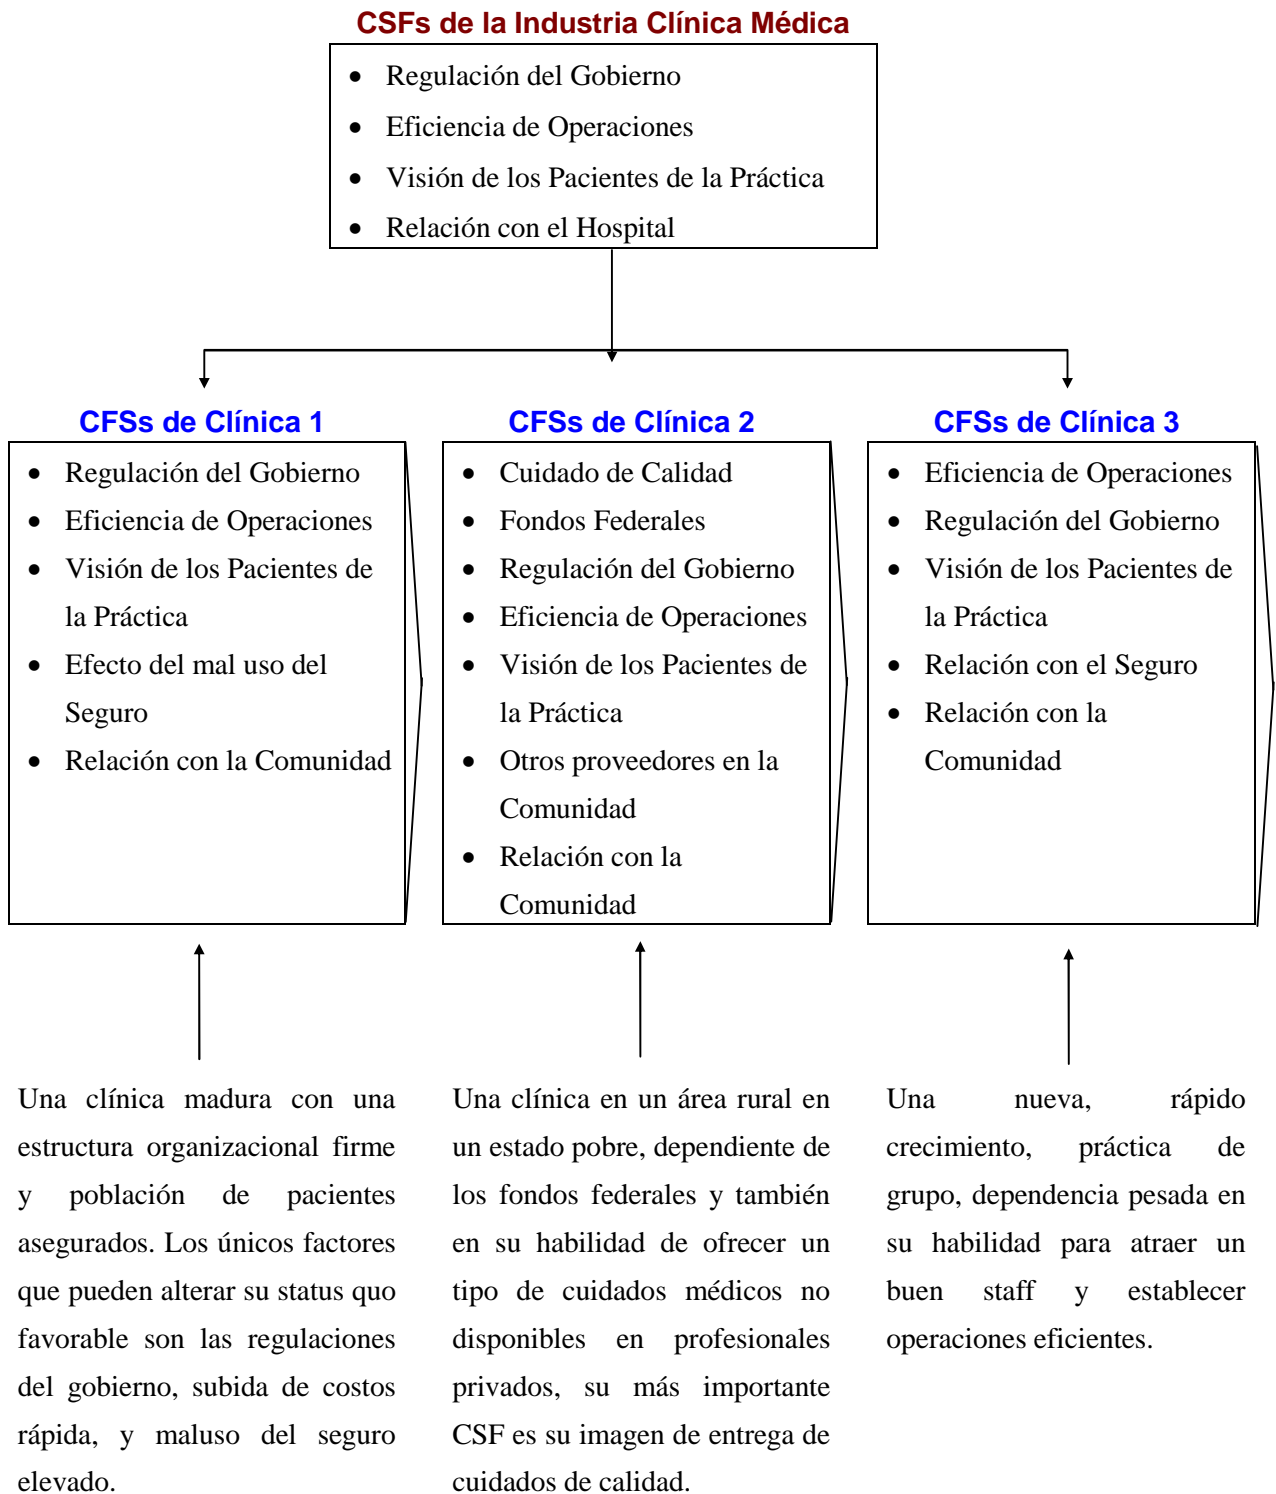 CSFs de la Industria Clínica Médica
• Regulación del Gobierno
• Eficiencia de Operaciones
• Visión de los Pacientes de la Práctica
• Relación con el Hospital
CFSs de Clínica 1
• Regulación del Gobierno
• Eficiencia de Operaciones
• Visión de los Pacientes de
la Práctica
• Efecto del mal uso del
Seguro
• Relación con la Comunidad
CFSs de Clínica 2
• Cuidado de Calidad
• Fondos Federales
• Regulación del Gobierno
• Eficiencia de Operaciones
• Visión de los Pacientes de
la Práctica
• Otros proveedores en la
Comunidad
• Relación con la
Comunidad
CFSs de Clínica 3
• Eficiencia de Operaciones
• Regulación del Gobierno
• Visión de los Pacientes de
la Práctica
• Relación con el Seguro
• Relación con la
Comunidad
Una clínica madura con una
estructura organizacional firme
y población de pacientes
asegurados. Los únicos factores
que pueden alterar su status quo
favorable son las regulaciones
del gobierno, subida de costos
rápida, y maluso del seguro
elevado.
Una clínica en un área rural en
un estado pobre, dependiente de
los fondos federales y también
en su habilidad de ofrecer un
tipo de cuidados médicos no
disponibles en profesionales
privados, su más importante
CSF es su imagen de entrega de
cuidados de calidad.
Una nueva, rápido
crecimiento, práctica de
grupo, dependencia pesada en
su habilidad para atraer un
buen staff y establecer
operaciones eficientes.